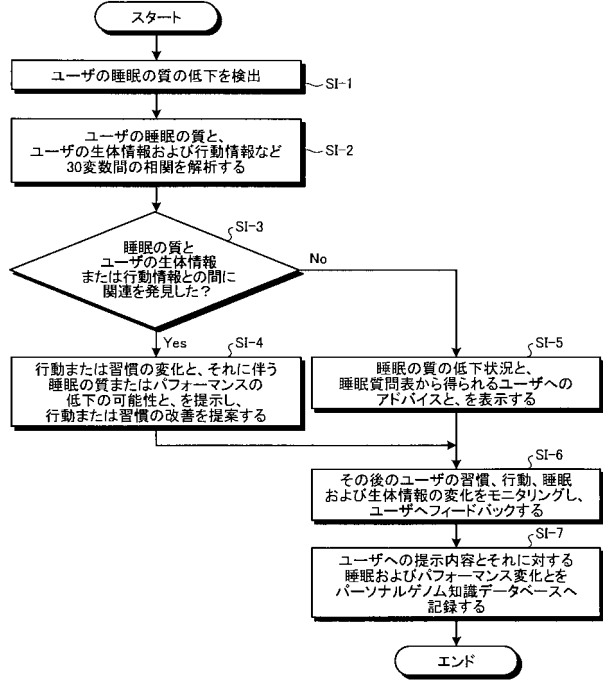 スタート
ユーザの睡眠の質の低下を検出
SI-1
ユーザの睡眠の質と、
ユーザの生体情報および行動情報など
30変数間の相関を解析する
SI-2
SI-3
睡眠の質と
ユーザの生体情報
または行動情報との間に
関連を発見した？
No
Yes
SI-4
行動または習慣の変化と、それに伴う
睡眠の質またはパフォーマンスの
低下の可能性と、を提示し、
行動または習慣の改善を提案する
SI-5
睡眠の質の低下状況と、
睡眠質問表から得られるユーザへの
アドバイスと、を表示する
SI-6
その後のユーザの習慣、行動、睡眠
および生体情報の変化をモニタリングし、
ユーザへフィードバックする
SI-7
ユーザへの提示内容とそれに対する
睡眠およびパフォーマンス変化とを
パーソナルゲノム知識データベースへ
記録する
エンド